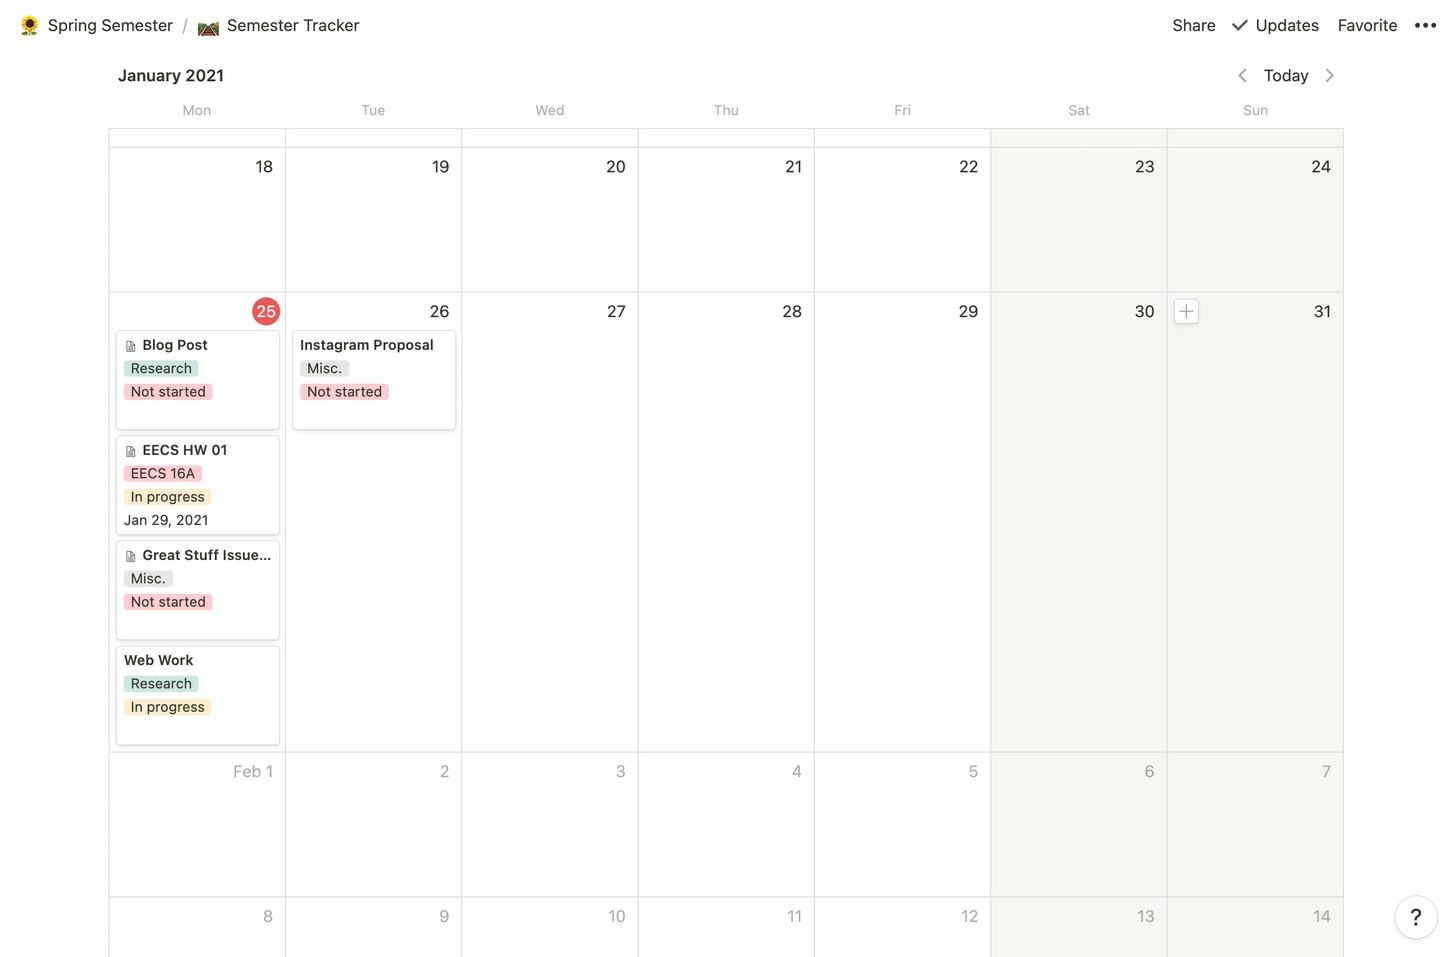 Spring Semester / Semester Tracker
Share Updates Favorite •••
January 2021
Today
Mon Tue Wed Thu Fri Sat Sun
18 19 20 21 22 23 24
25 26 27 28 29 30 31
Blog Post
Research
Not started
EECS HW 01
EECS 16A
In progress
Jan 29, 2021
Great Stuff Issue...
Misc.
Not started
Web Work
Research
In progress
Instagram Proposal
Misc.
Not started
Feb 1 2 3 4 5 6 7
8 9 10 11 12 13 14
?